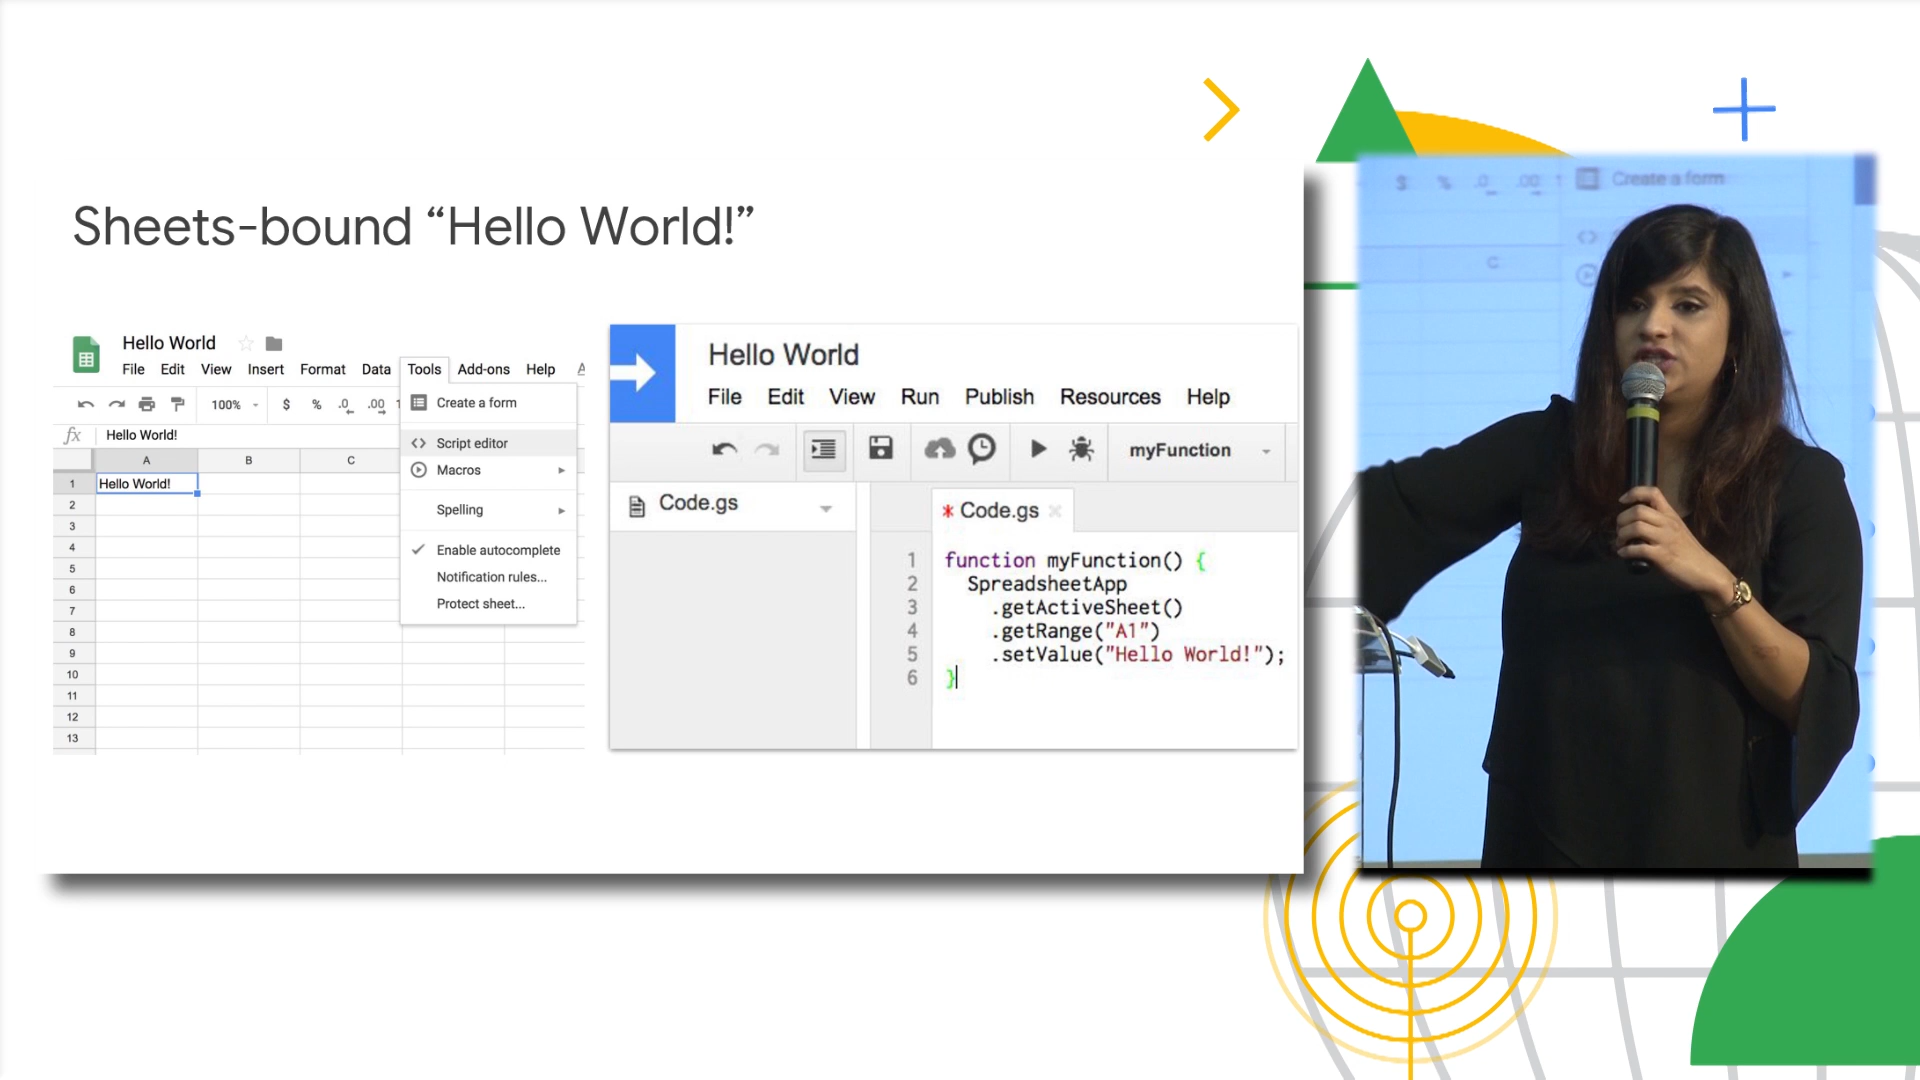 Sheets-bound “Hello World!”
Hello World
File Edit View Insert Format Data Tools Add-ons Help
100% $ % .0 .00
fx Hello World!
A B C
1 Hello World!
2
3
4
5
6
7
8
9
10
11
12
13
Create a form
Script editor
Macros
Spelling
Enable autocomplete
Notification rules...
Protect sheet...
Hello World
File Edit View Run Publish Resources Help
myFunction
Code.gs
* Code.gs
1 function myFunction() {
2 SpreadsheetApp
3 .getActiveSheet()
4 .getRange("A1")
5 .setValue("Hello World!");
6 }
$ % .0 .00 Create a form
C